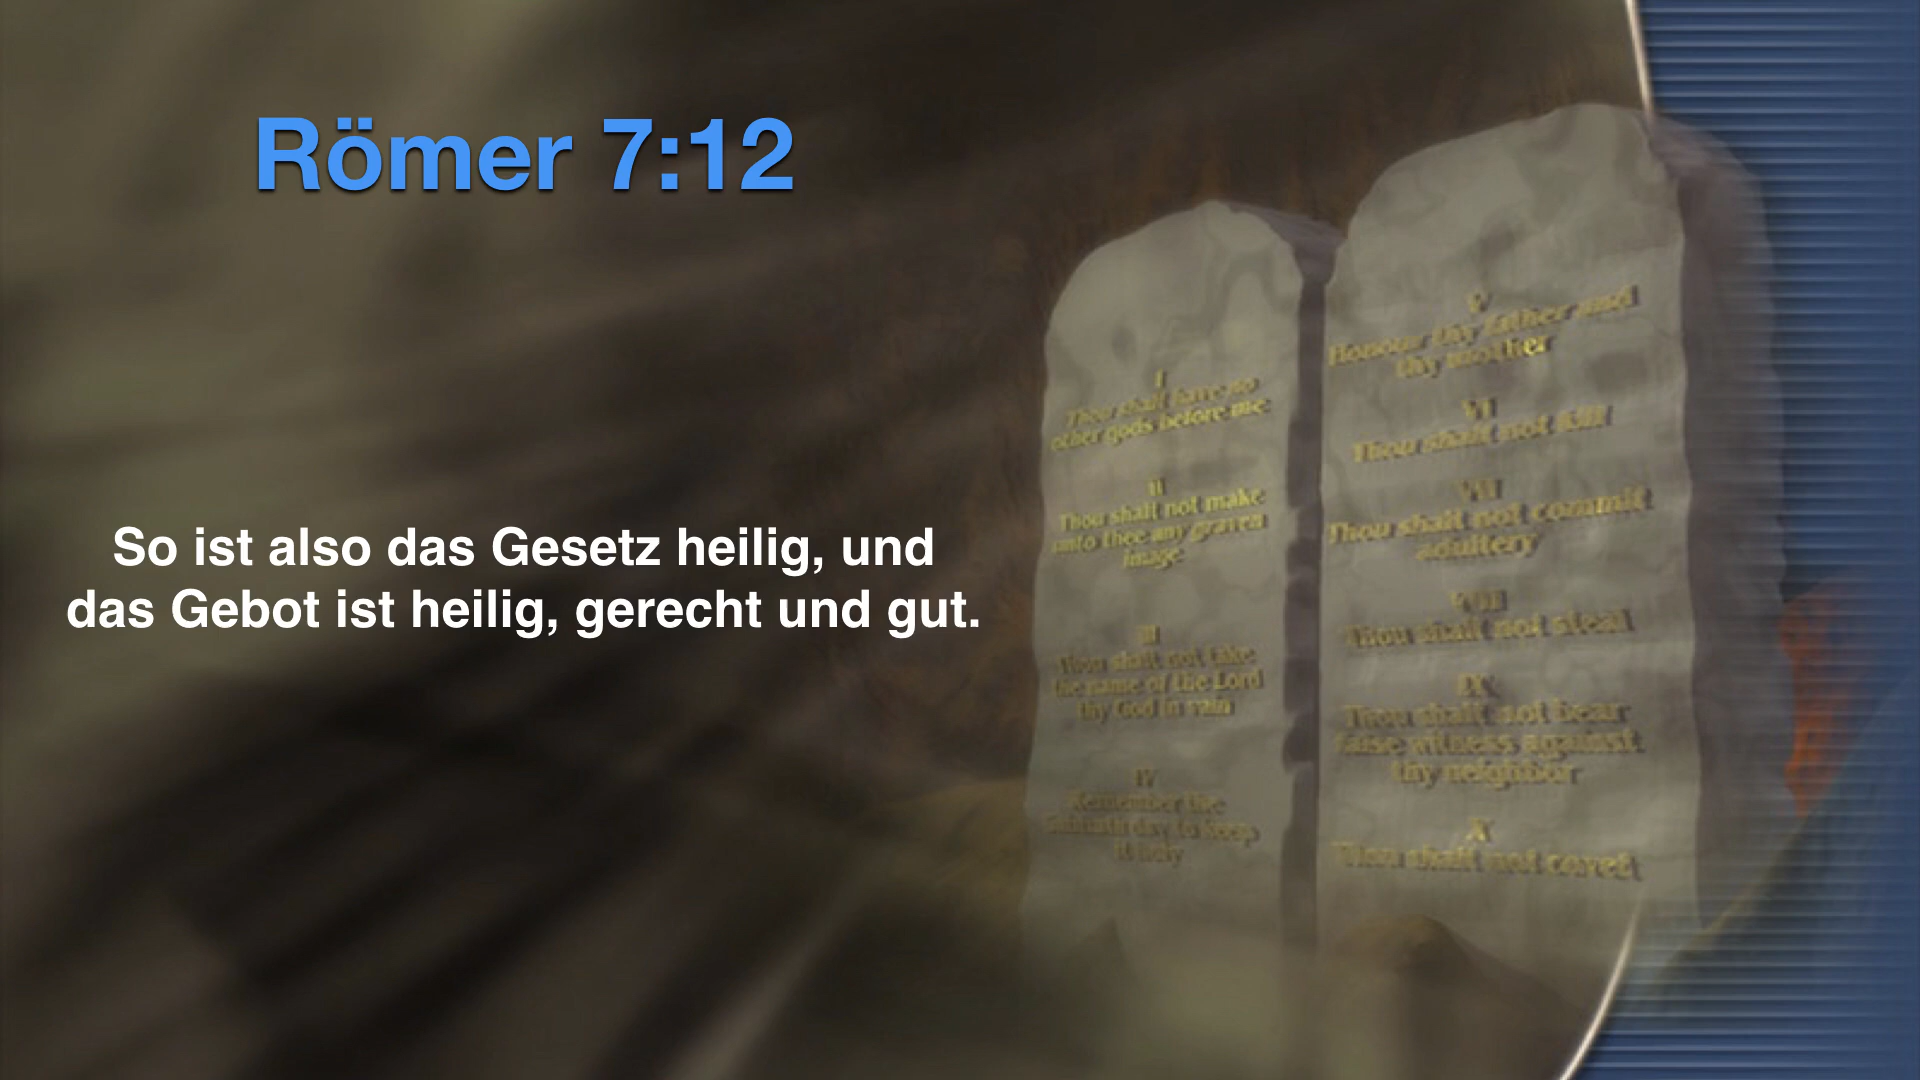 Römer 7:12
So ist also das Gesetz heilig, und
das Gebot ist heilig, gerecht und gut.
I
Thou shalt have no
other gods before me
II
Thou shalt not make
unto thee any graven
image
III
Thou shalt not take
the name of the Lord
thy God in vain
IV
Remember the
Sabbath day to keep
it holy
V
Honour thy father and
thy mother
VI
Thou shalt not kill
VII
Thou shalt not commit
adultery
VIII
Thou shalt not steal
IX
Thou shalt not bear
false witness against
thy neighbor
X
Thou shalt not covet